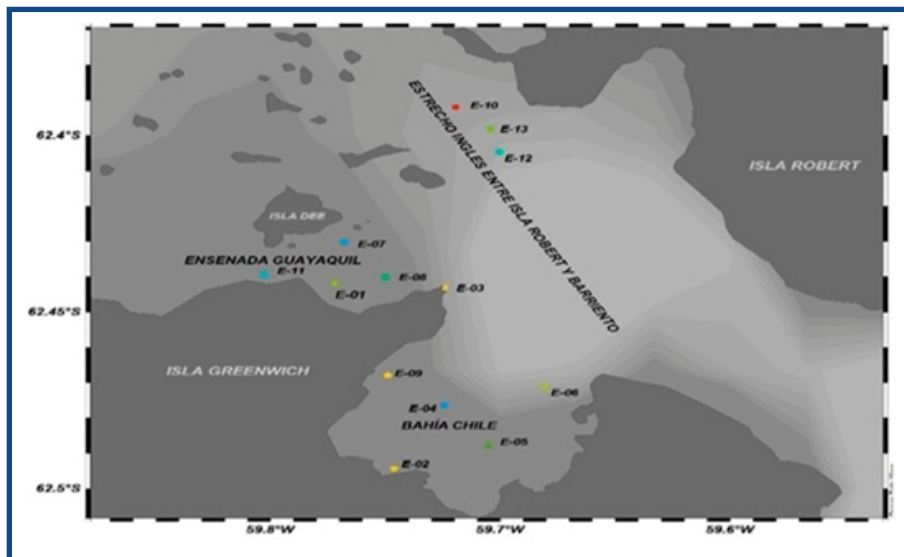 E-10
E-13
62.4°S
E-12
ESTRECHO INGLES ENTRE ISLA ROBERT Y BARRIENTO
ISLA ROBERT
ISLA DEE
E-07
ENSENADA GUAYAQUIL
E-11
E-08
E-01
E-03
62.45°S
ISLA GREENWICH
E-09
E-06
E-04
BAHÍA CHILE
E-05
E-02
62.5°S
59.8°W
59.7°W
59.6°W